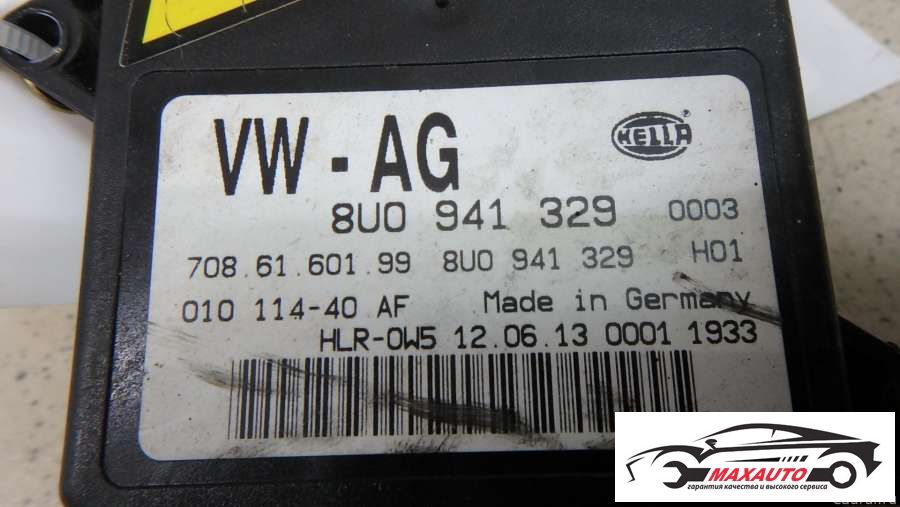 VW-AG
HELLA ®
8U0 941 329 0003
708.61.601.99 8U0 941 329 H01
010 114-40 AF Made in Germany
HLR-0W5 12.06.13 0001 1933
MAXAUTO
гарантия качества и высокого сервиса